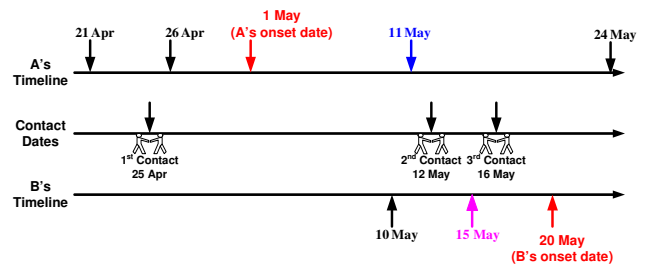 1 May
(A's onset date)
21 Apr
26 Apr
11 May
24 May
A's
Timeline
Contact
Dates
1st Contact
25 Apr
2nd Contact
12 May
3rd Contact
16 May
B's
Timeline
10 May
15 May
20 May
(B's onset date)